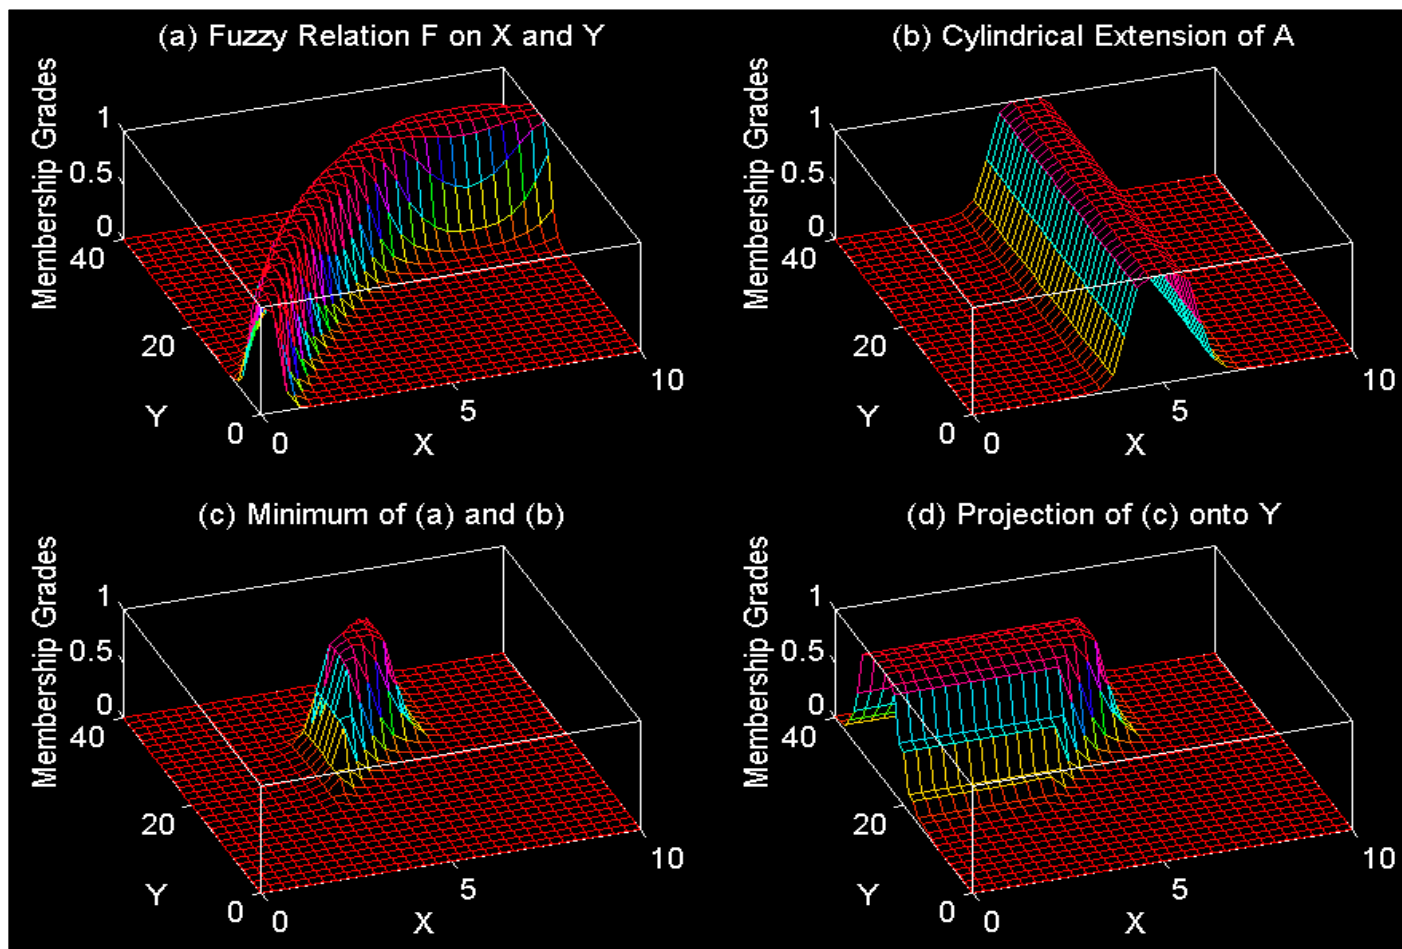 (a) Fuzzy Relation F on X and Y
Membership Grades
1
0.5
0
40
20
0
Y
0
5
10
X
(b) Cylindrical Extension of A
Membership Grades
1
0.5
0
40
20
0
Y
0
5
10
X
(c) Minimum of (a) and (b)
Membership Grades
1
0.5
0
40
20
0
Y
0
5
10
X
(d) Projection of (c) onto Y
Membership Grades
1
0.5
0
40
20
0
Y
0
5
10
X